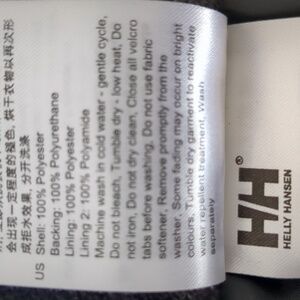 会出现一定程度的褪色. 烘干衣物以再次形
成拒水效果. 分开洗涤
US Shell: 100% Polyester
Backing: 100% Polyurethane
Lining: 100% Polyester
Lining 2: 100% Polyamide
Machine wash in cold water - gentle cycle,
Do not bleach, Tumble dry - low heat, Do
not iron, Do not dry clean, Close all velcro
tabs before washing. Do not use fabric
softener. Remove promptly from the
washer. Some fading may occur on bright
colours. Tumble dry garment to reactivate
water repellent treatment, Wash
separately
H/H®
HELLY HANSEN